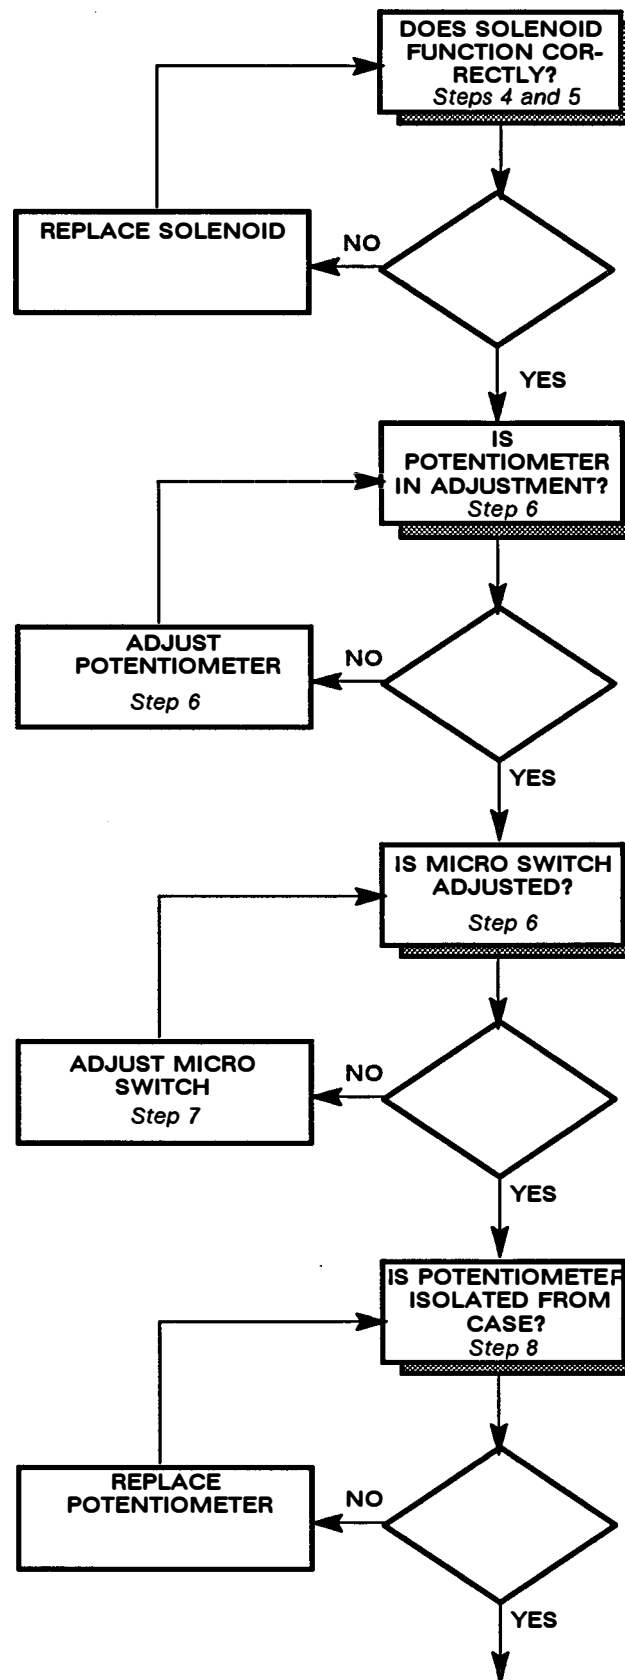 DOES SOLENOID
FUNCTION COR-
RECTLY?
Steps 4 and 5
REPLACE SOLENOID
NO
YES
IS
POTENTIOMETER
IN ADJUSTMENT?
Step 6
ADJUST
POTENTIOMETER
Step 6
NO
YES
IS MICRO SWITCH
ADJUSTED?
Step 6
ADJUST MICRO
SWITCH
Step 7
NO
YES
IS POTENTIOMETER
ISOLATED FROM
CASE?
Step 8
REPLACE
POTENTIOMETER
NO
YES